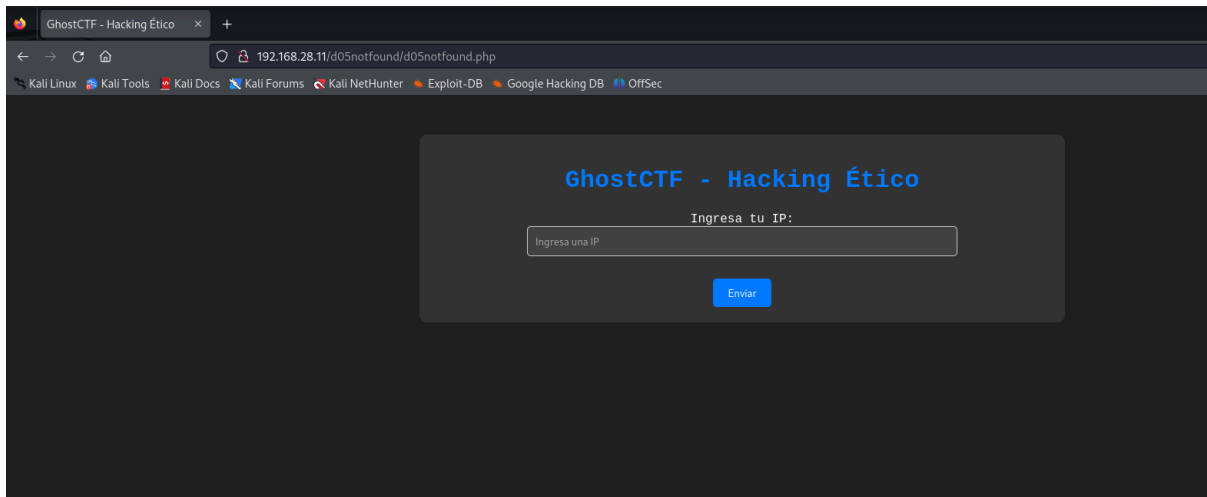 GhostCTF - Hacking Ético × +
192.168.28.11/d05notfound/d05notfound.php
Kali Linux Kali Tools Kali Docs Kali Forums Kali NetHunter Exploit-DB Google Hacking DB OffSec
GhostCTF - Hacking Ético
Ingresa tu IP:
Ingresa una IP
Enviar